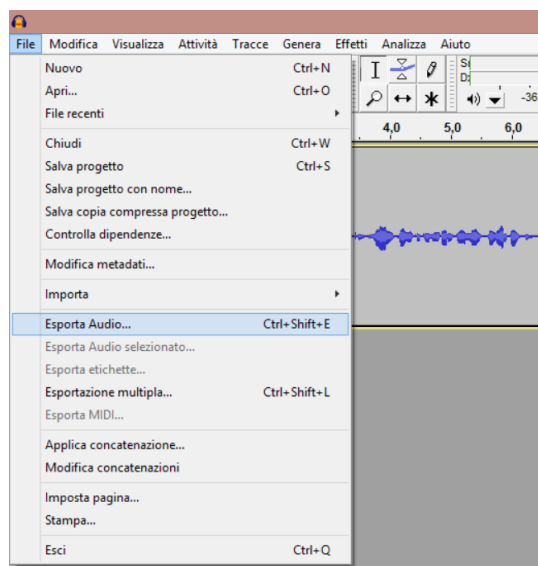 File Modifica Visualizza Attività Tracce Genera Effetti Analizza Aiuto
Nuovo Ctrl+N
Apri... Ctrl+O
File recenti
Chiudi Ctrl+W
Salva progetto Ctrl+S
Salva progetto con nome...
Salva copia compressa progetto...
Controlla dipendenze...
Modifica metadati...
Importa
Esporta Audio... Ctrl+Shift+E
Esporta Audio selezionato...
Esporta etichette...
Esportazione multipla... Ctrl+Shift+L
Esporta MIDI...
Applica concatenazione...
Modifica concatenazioni
Imposta pagina...
Stampa...
Esci Ctrl+Q
-36
4,0 5,0 6,0